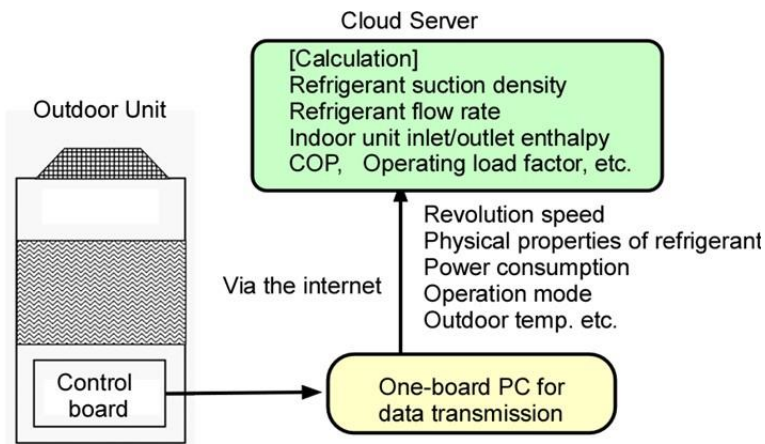 Cloud Server
[Calculation]
Refrigerant suction density
Refrigerant flow rate
Indoor unit inlet/outlet enthalpy
COP, Operating load factor, etc.
Outdoor Unit
Revolution speed
Physical properties of refrigerant
Power consumption
Operation mode
Outdoor temp. etc.
Via the internet
Control
board
One-board PC for
data transmission